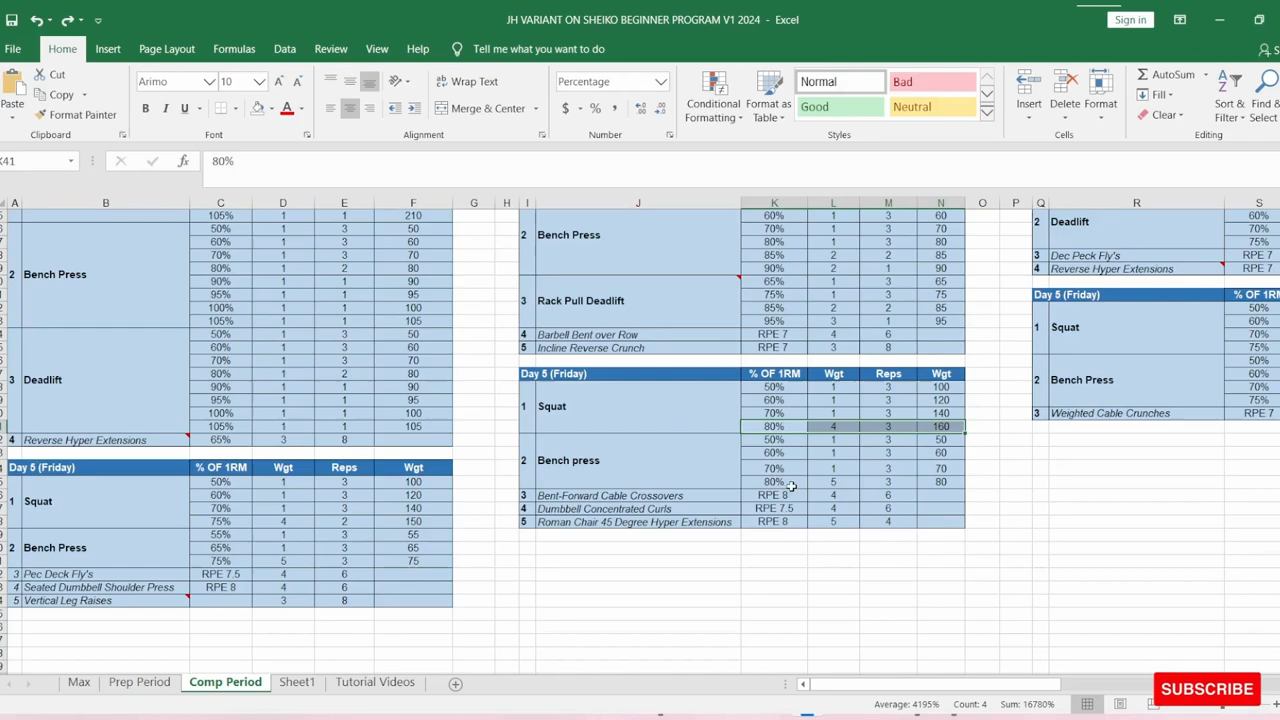 JH VARIANT ON SHEIKO BEGINNER PROGRAM V1 2024 - Excel
Sign in
File Home Insert Page Layout Formulas Data Review View Help Tell me what you want to do
Cut
Copy
Format Painter
Paste
Clipboard
Arimo 10
B I U
Font
Wrap Text
Merge & Center
Alignment
Percentage
$ % ,
Number
Conditional Formatting
Format as Table
Normal Bad
Good Neutral
Styles
Insert Delete Format
Cells
AutoSum
Fill
Clear
Sort & Filter
Find & Select
Editing
K41 fx 80%
A B C D E F G H I J K L M N O P Q R S
105% 1 1 210
2 Bench Press
50% 1 3 50
60% 1 3 60
70% 1 3 70
80% 1 2 80
90% 1 1 90
95% 1 1 95
100% 1 1 100
105% 1 1 105
3 Deadlift
50% 1 3 50
60% 1 3 60
70% 1 3 70
80% 1 2 80
90% 1 1 90
95% 1 1 95
100% 1 1 100
105% 1 1 105
4 Reverse Hyper Extensions 65% 3 8
Day 5 (Friday) % OF 1RM Wgt Reps Wgt
1 Squat
50% 1 3 100
60% 1 3 120
70% 1 3 140
75% 4 2 150
2 Bench Press
55% 1 3 55
65% 1 3 65
75% 5 3 75
3 Pec Deck Fly's RPE 7.5 4 6
4 Seated Dumbbell Shoulder Press RPE 8 4 6
5 Vertical Leg Raises 3 8
2 Bench Press
60% 1 3 60
70% 1 3 70
80% 1 3 80
85% 2 2 85
90% 2 1 90
3 Rack Pull Deadlift
65% 1 3 65
75% 1 3 75
85% 2 2 85
95% 3 1 95
4 Barbell Bent over Row RPE 7 4 6
5 Incline Reverse Crunch RPE 7 3 8
Day 5 (Friday) % OF 1RM Wgt Reps Wgt
1 Squat
50% 1 3 100
60% 1 3 120
70% 1 3 140
80% 4 3 160
2 Bench press
50% 1 3 50
60% 1 3 60
70% 1 3 70
80% 5 3 80
3 Bent-Forward Cable Crossovers RPE 8 4 6
4 Dumbbell Concentrated Curls RPE 7.5 4 6
5 Roman Chair 45 Degree Hyper Extensions RPE 8 5 4
2 Deadlift
60%
70%
75%
3 Dec Peck Fly's RPE 7
4 Reverse Hyper Extensions RPE 7
Day 5 (Friday) % OF 1RM
1 Squat
50%
60%
70%
75%
2 Bench Press
50%
60%
70%
75%
3 Weighted Cable Crunches RPE 7
Max Prep Period Comp Period Sheet1 Tutorial Videos
SUBSCRIBE
Average: 4195% Count: 4 Sum: 16780%